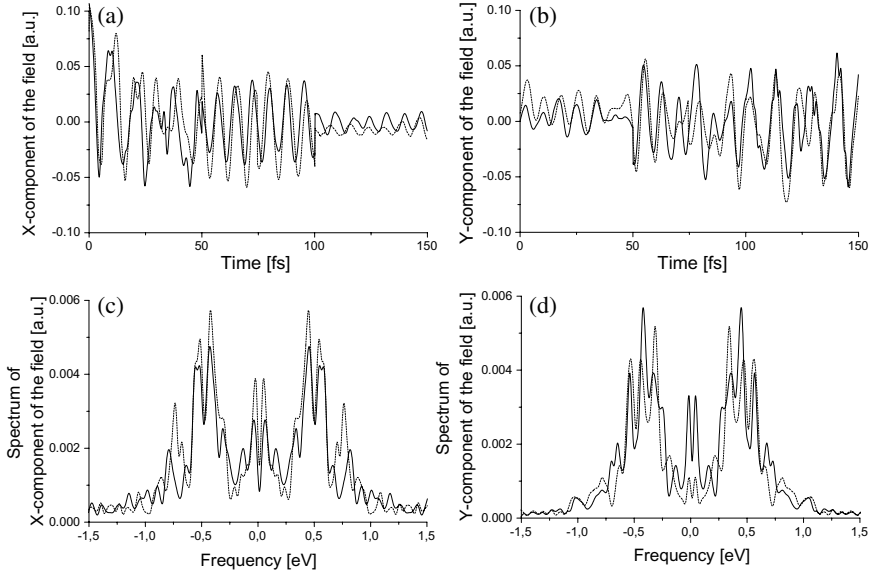 (a)
X-component of the field [a.u.]
0.10
0.05
0.00
-0.05
-0.10
0 50 100 150
Time [fs]
(b)
Y-component of the field [a.u.]
0.10
0.05
0.00
-0.05
-0.10
0 50 100 150
Time [fs]
(c)
Spectrum of
X-component of the field [a.u.]
0.006
0.004
0.002
0.000
-1,5 -1,0 -0,5 0,0 0,5 1,0 1,5
Frequency [eV]
(d)
Spectrum of
Y-component of the field [a.u.]
0.006
0.004
0.002
0.000
-1,5 -1,0 -0,5 0,0 0,5 1,0 1,5
Frequency [eV]